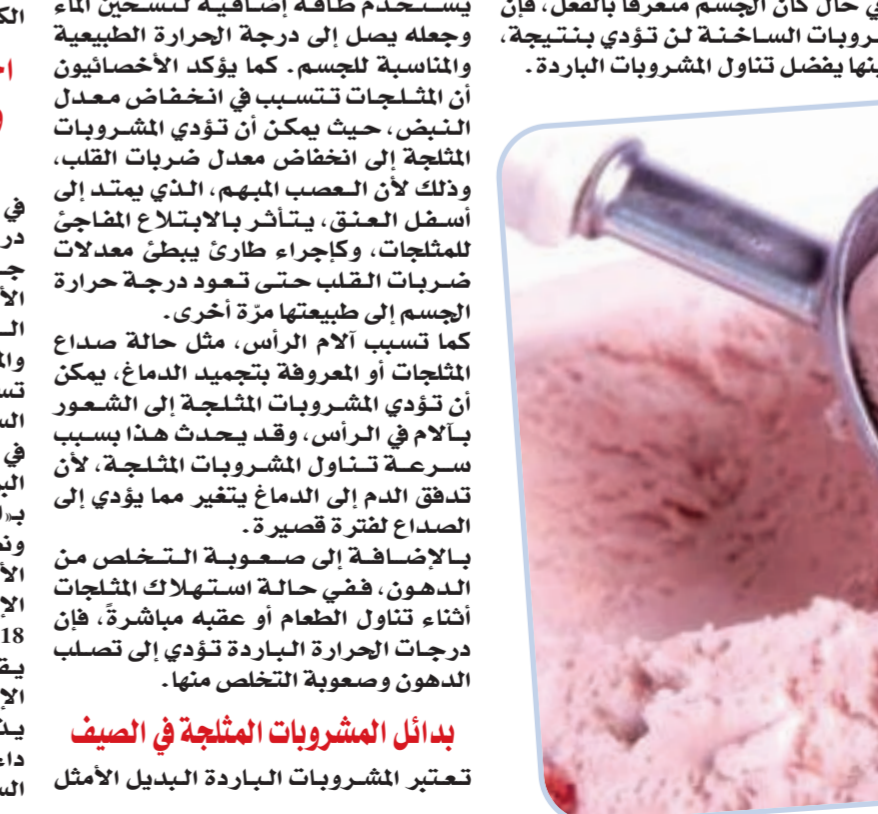 في حال كان الجسم متعرقا بالفعل، فإن
الساخنة لن تؤدي بنتيجة،
يفضل تناول المشروبات الباردة.
يستخدم طاقة إضافية لتسخين الماء
وجعله يصل إلى درجة الحرارة الطبيعية
والمناسبة للجسم. كما يؤكد الأخصائيون
أن المثلجات تتسبب في انخفاض معدل
النبض، حيث يمكن أن تؤدي المشروبات
المثلجة إلى انخفاض معدل ضربات القلب،
وذلك لأن العصب المبهم، الذي يمتد إلى
أسفل العنق، يتأثر بالابتلاع المفاجئ
للمثلجات، وكإجراء طارئ يبطئ معدلات
ضربات القلب حتى تعود درجة حرارة
الجسم إلى طبيعتها مرّة أخرى.
كما تسبب آلام الرأس، مثل حالة صداع
المثلجات أو المعروفة بتجميد الدماغ، يمكن
أن تؤدي المشروبات المثلجة إلى الشعور
بآلام في الرأس، وقد يحدث هذا بسبب
سرعة تناول المشروبات المثلجة، لأن
تدفق الدم إلى الدماغ يتغير مما يؤدي إلى
الصداع لفترة قصيرة.
بالإضافة إلى صعوبة التخلص من
الدهون، ففي حالة استهلاك المثلجات
أثناء تناول الطعام أو عقبه مباشرةً، فإن
درجات الحرارة الباردة تؤدي إلى تصلب
الدهون وصعوبة التخلص منها.
بدائل المشروبات المثلجة في الصيف
تعتبر المشروبات الباردة البديل الأمثل
في
في
18